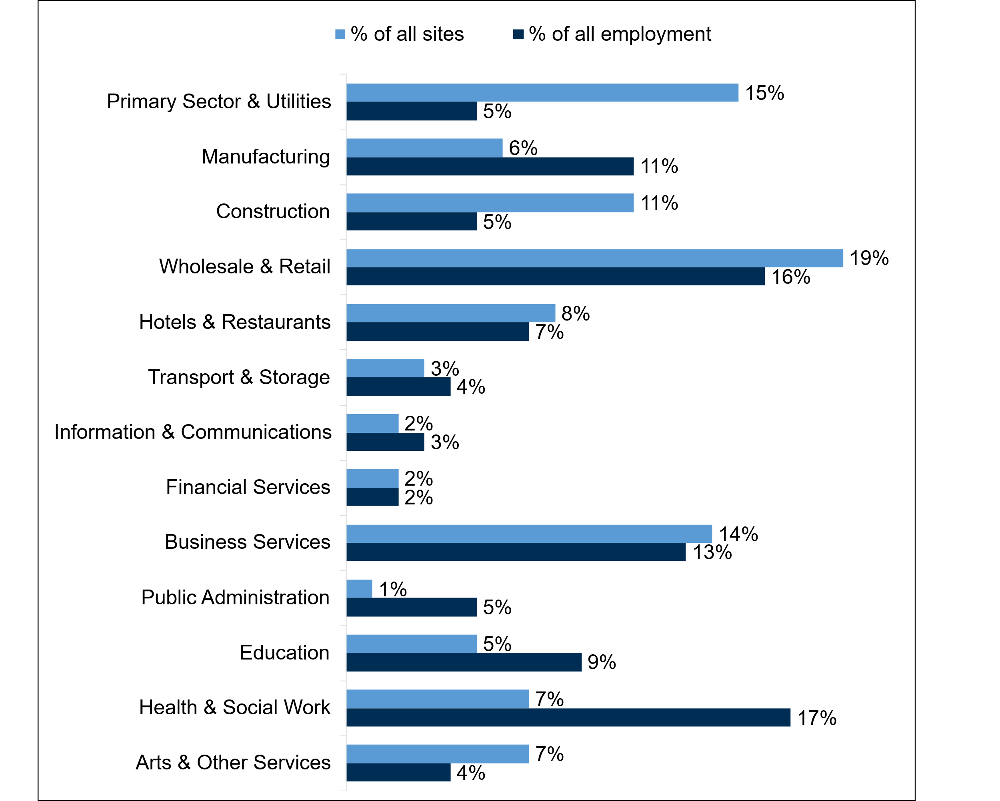 % of all sites % of all employment
Primary Sector & Utilities 15%
5%
Manufacturing 6%
11%
Construction 11%
5%
Wholesale & Retail 19%
16%
Hotels & Restaurants 8%
7%
Transport & Storage 3%
4%
Information & Communications 2%
3%
Financial Services 2%
2%
Business Services 14%
13%
Public Administration 1%
5%
Education 5%
9%
Health & Social Work 7%
17%
Arts & Other Services 7%
4%